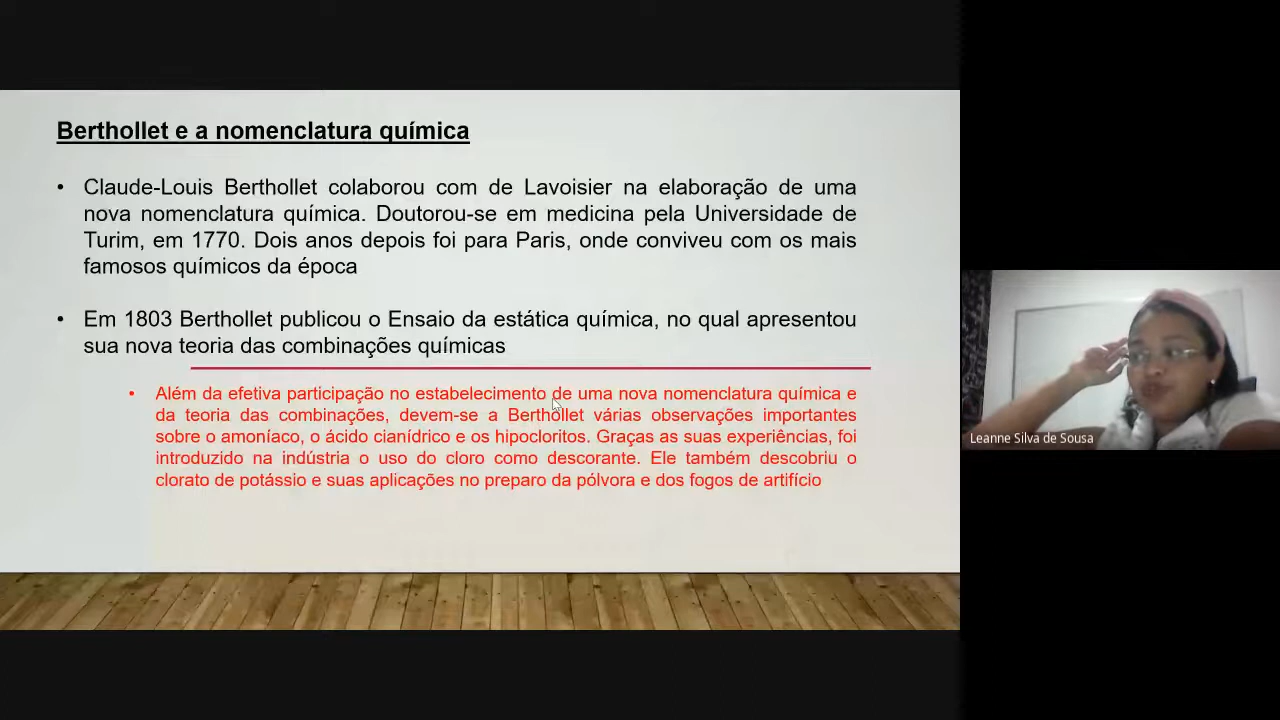 Berthollet e a nomenclatura química
• Claude-Louis Berthollet colaborou com de Lavoisier na elaboração de uma
nova nomenclatura química. Doutorou-se em medicina pela Universidade de
Turim, em 1770. Dois anos depois foi para Paris, onde conviveu com os mais
famosos químicos da época
• Em 1803 Berthollet publicou o Ensaio da estática química, no qual apresentou
sua nova teoria das combinações químicas
• Além da efetiva participação no estabelecimento de uma nova nomenclatura química e
da teoria das combinações, devem-se a Berthollet várias observações importantes
sobre o amoníaco, o ácido cianídrico e os hipocloritos. Graças as suas experiências, foi
introduzido na indústria o uso do cloro como descorante. Ele também descobriu o
clorato de potássio e suas aplicações no preparo da pólvora e dos fogos de artifício
Leanne Silva de Sousa